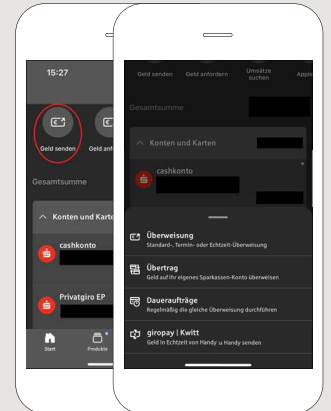 15:27
Geld senden
Geld anf
Gesamtsumme
Konten und Karte
cashkonto
Privatgiro EP
Start
Produkte
Geld senden
Geld anfordern
Umsätze suchen
Apple
Gesamtsumme
Konten und Karten
cashkonto
Überweisung
Standard-, Termin- oder Echtzeit-Überweisung
Übertrag
Geld auf Ihr eigenes Sparkassen-Konto überweisen
Daueraufträge
Regelmäßig die gleiche Überweisung durchführen
giropay | Kwitt
Geld in Echtzeit von Handy u Handy senden